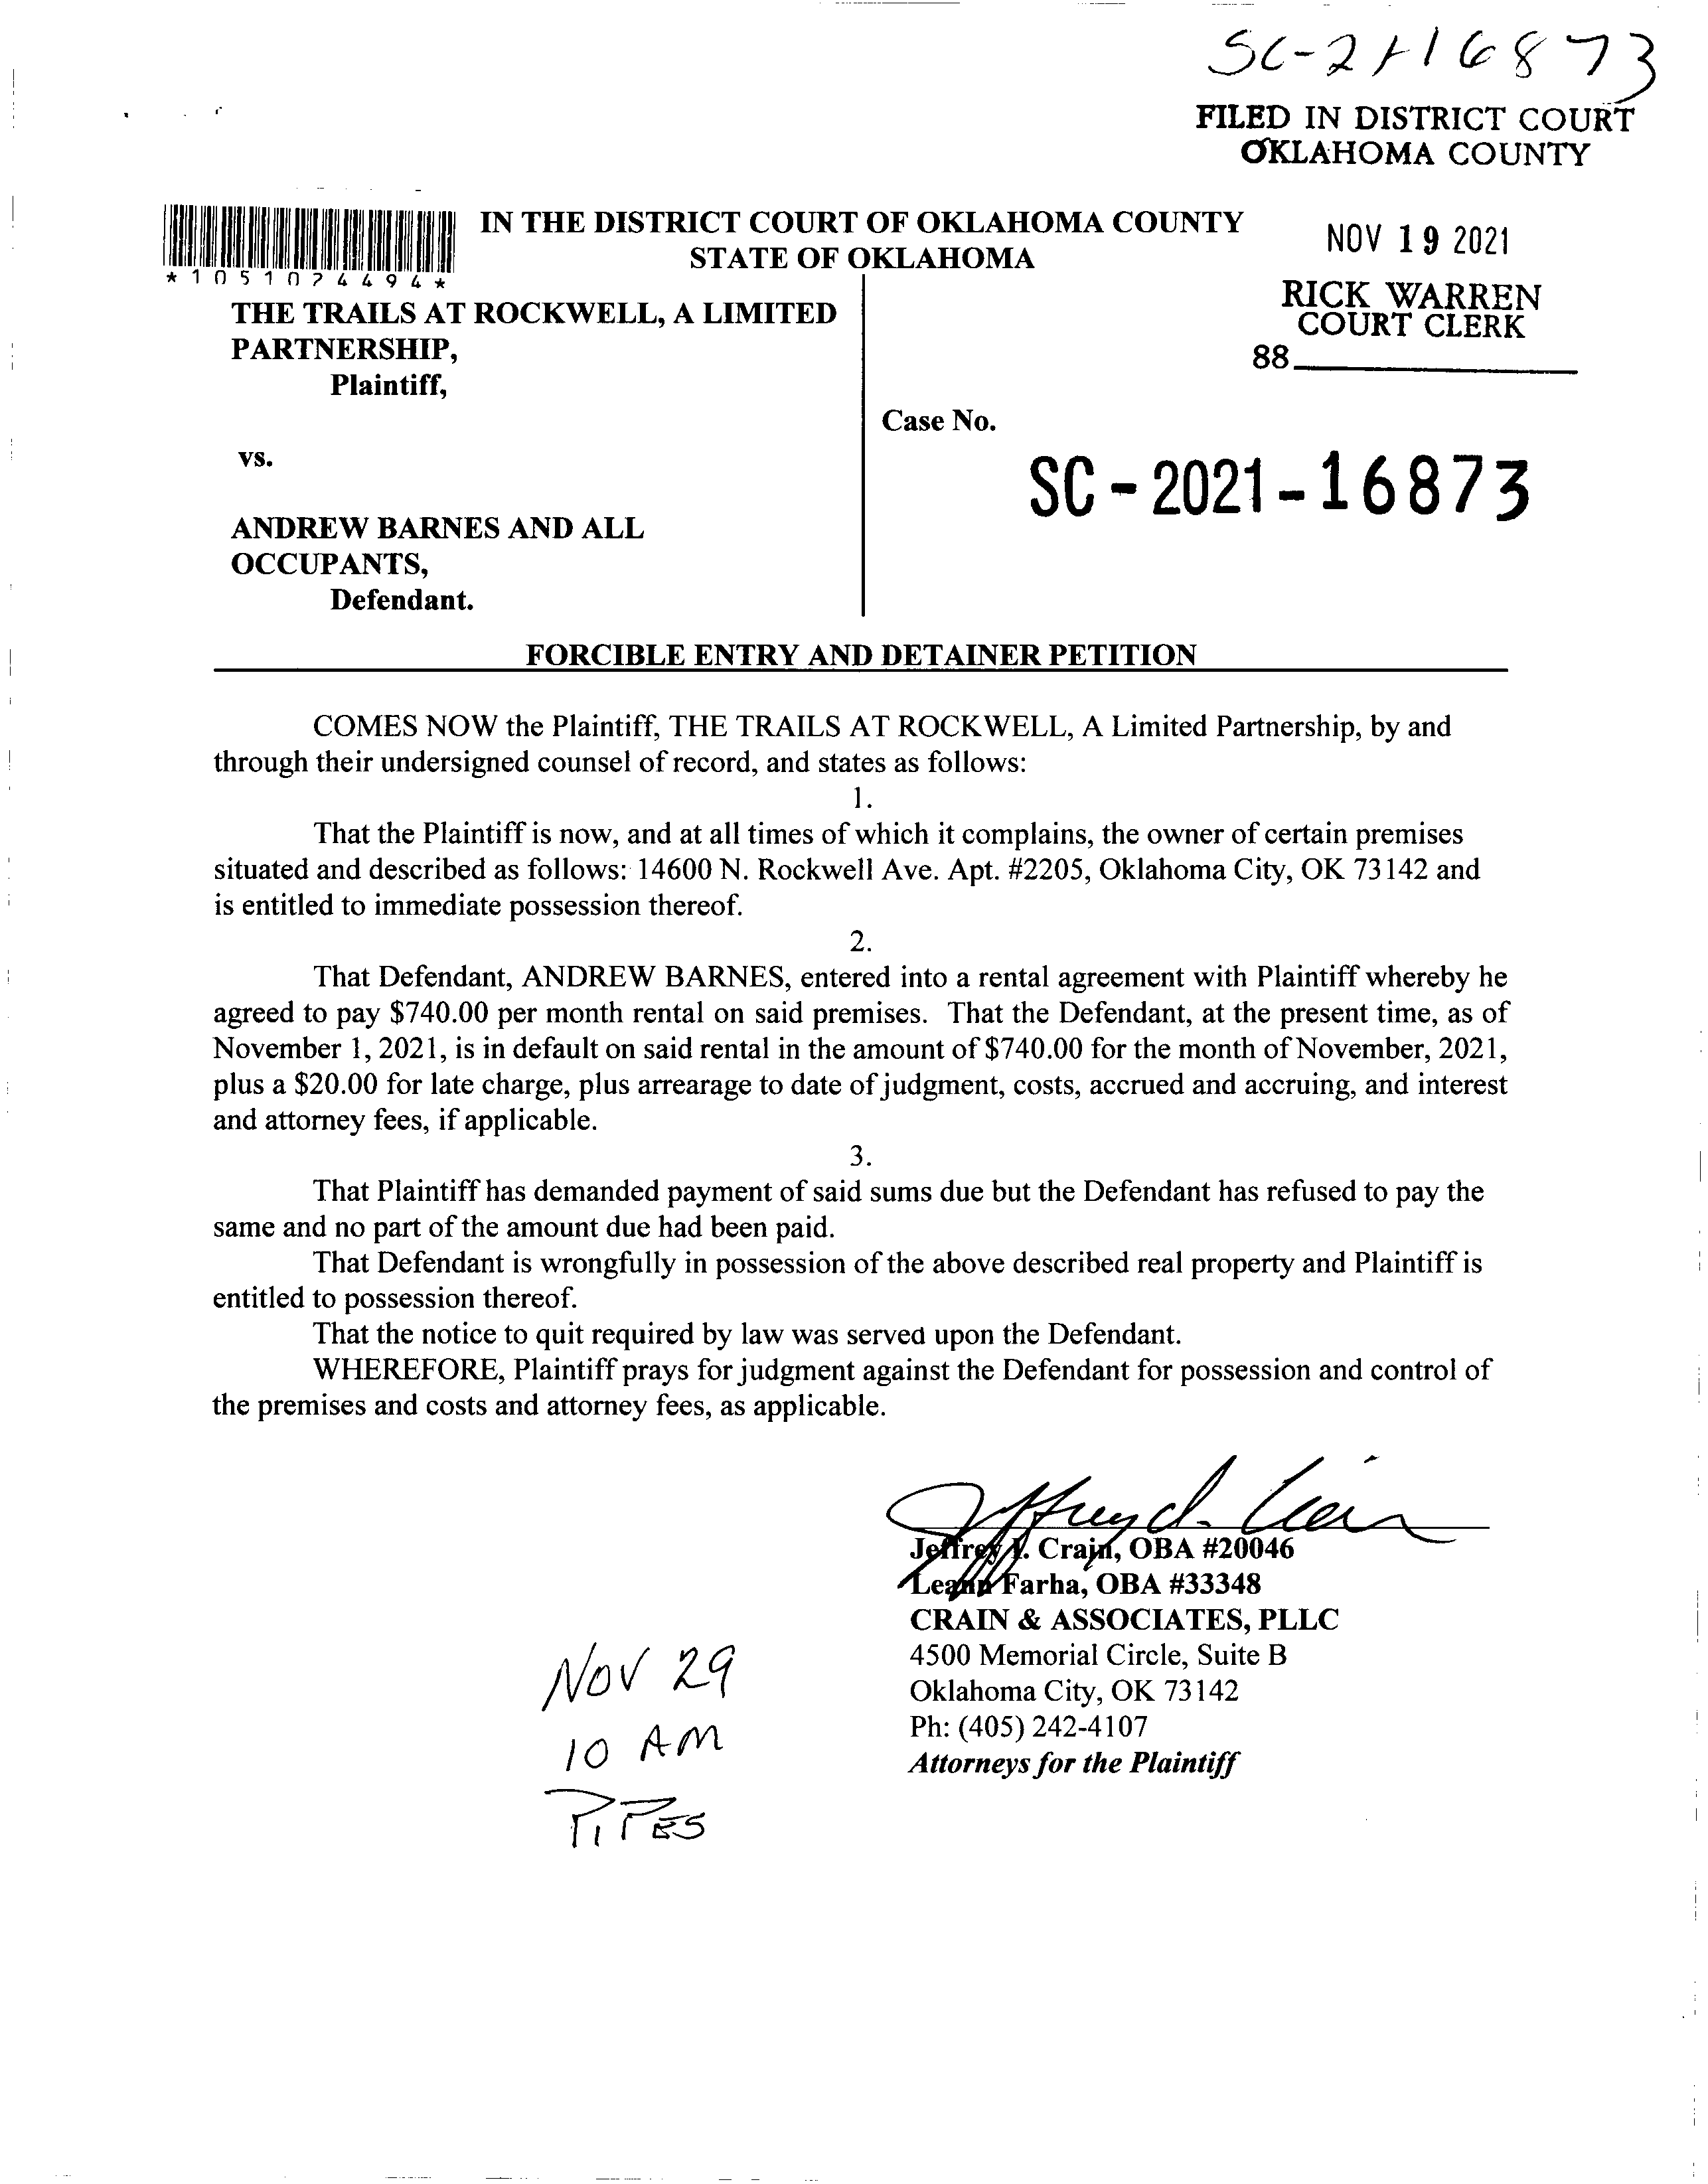 SC-21-16873
FILED IN DISTRICT COURT
OKLAHOMA COUNTY
NOV 19 2021
RICK WARREN
COURT CLERK
88
*1051074494*
IN THE DISTRICT COURT OF OKLAHOMA COUNTY
STATE OF OKLAHOMA
THE TRAILS AT ROCKWELL, A LIMITED
PARTNERSHIP,
Plaintiff,
vs.
ANDREW BARNES AND ALL
OCCUPANTS,
Defendant.
Case No.
SC-2021-16873
FORCIBLE ENTRY AND DETAINER PETITION
COMES NOW the Plaintiff, THE TRAILS AT ROCKWELL, A Limited Partnership, by and
through their undersigned counsel of record, and states as follows:
1.
That the Plaintiff is now, and at all times of which it complains, the owner of certain premises
situated and described as follows: 14600 N. Rockwell Ave. Apt. #2205, Oklahoma City, OK 73142 and
is entitled to immediate possession thereof.
2.
That Defendant, ANDREW BARNES, entered into a rental agreement with Plaintiff whereby he
agreed to pay $740.00 per month rental on said premises. That the Defendant, at the present time, as of
November 1, 2021, is in default on said rental in the amount of $740.00 for the month of November, 2021,
plus a $20.00 for late charge, plus arrearage to date of judgment, costs, accrued and accruing, and interest
and attorney fees, if applicable.
3.
That Plaintiff has demanded payment of said sums due but the Defendant has refused to pay the
same and no part of the amount due had been paid.
That Defendant is wrongfully in possession of the above described real property and Plaintiff is
entitled to possession thereof.
That the notice to quit required by law was served upon the Defendant.
WHEREFORE, Plaintiff prays for judgment against the Defendant for possession and control of
the premises and costs and attorney fees, as applicable.
Jeffrey Crain, OBA #20046
Leann Farha, OBA #33348
CRAIN & ASSOCIATES, PLLC
4500 Memorial Circle, Suite B
Oklahoma City, OK 73142
Ph: (405) 242-4107
Attorneys for the Plaintiff
NOV 29
10 AM
PIPES